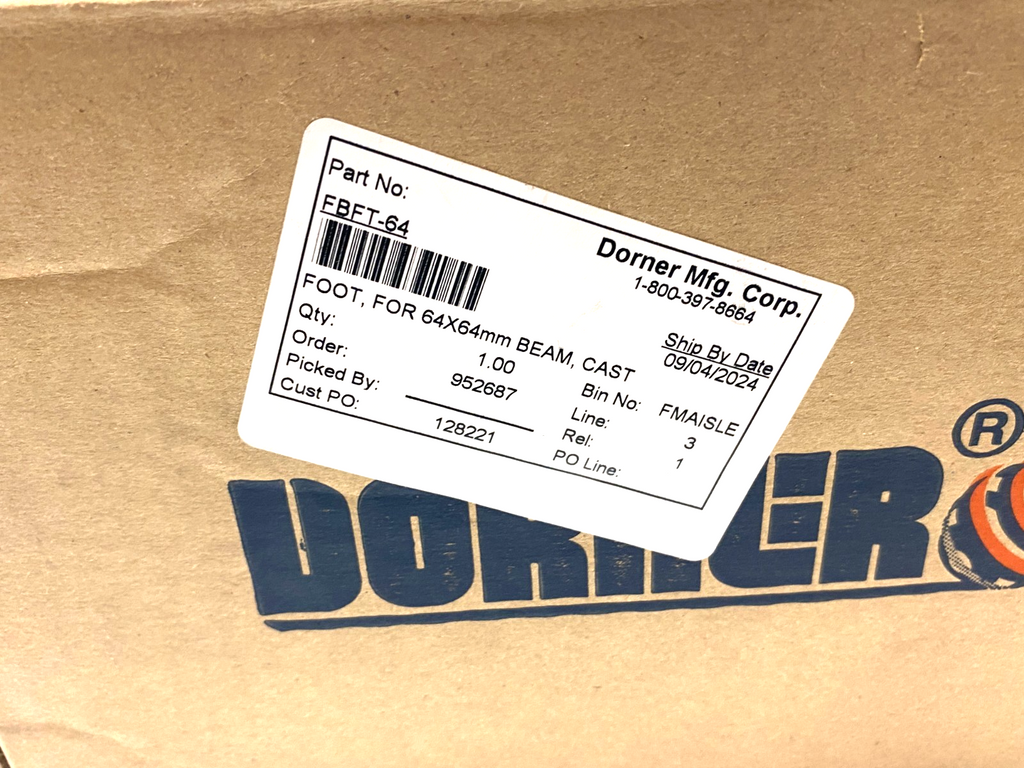 Part No:
FBFT-64
Dorner Mfg. Corp.
1-800-397-8664
FOOT, FOR 64X64mm BEAM, CAST
Ship By Date
09/04/2024
Qty: 1.00 Bin No: FMAISLE
Order: 952687 Line: 3
Picked By: Rel: 1
Cust PO: 128221 PO Line:
DORNER®